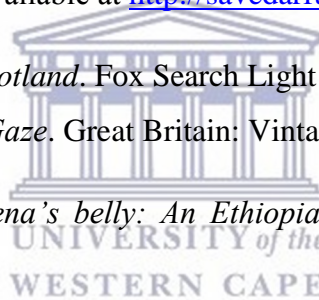 available at http://savedarf
otland. Fox Search Light
Gaze. Great Britain: Vinta
ena's belly: An Ethiopia
UNIVERSITY of the
WESTERN CAPE